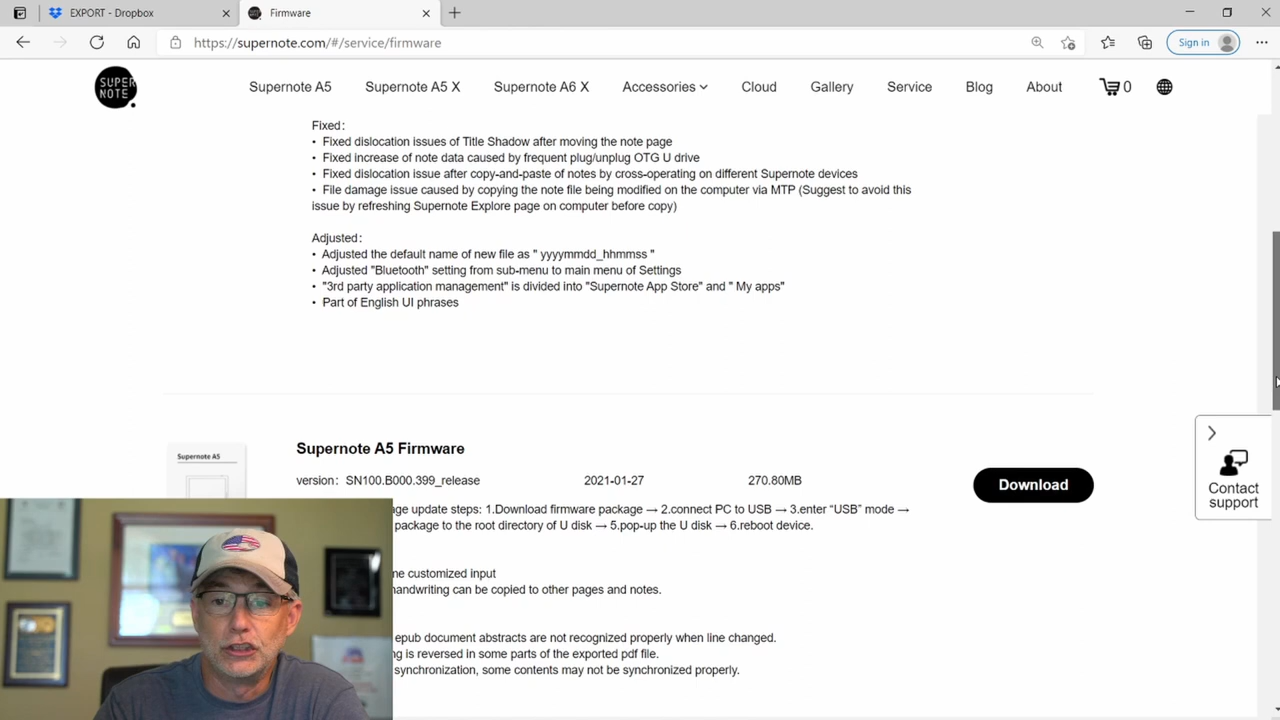 EXPORT - Dropbox
Firmware
https://supernote.com/#/service/firmware
Sign in
SUPER
NOTE
Supernote A5
Supernote A5 X
Supernote A6 X
Accessories
Cloud
Gallery
Service
Blog
About
0
Fixed:
• Fixed dislocation issues of Title Shadow after moving the note page
• Fixed increase of note data caused by frequent plug/unplug OTG U drive
• Fixed dislocation issue after copy-and-paste of notes by cross-operating on different Supernote devices
• File damage issue caused by copying the note file being modified on the computer via MTP (Suggest to avoid this
issue by refreshing Supernote Explore page on computer before copy)
Adjusted:
• Adjusted the default name of new file as " yyyymmdd_hhmmss "
• Adjusted "Bluetooth" setting from sub-menu to main menu of Settings
• "3rd party application management" is divided into "Supernote App Store" and " My apps"
• Part of English UI phrases
Supernote A5
Supernote A5 Firmware
version: SN100.B000.399_release
2021-01-27
270.80MB
Download
age update steps: 1.Download firmware package → 2.connect PC to USB → 3.enter “USB” mode →
package to the root directory of U disk → 5.pop-up the U disk → 6.reboot device.
me customized input
handwriting can be copied to other pages and notes.
epub document abstracts are not recognized properly when line changed.
ng is reversed in some parts of the exported pdf file.
synchronization, some contents may not be synchronized properly.
Contact
support